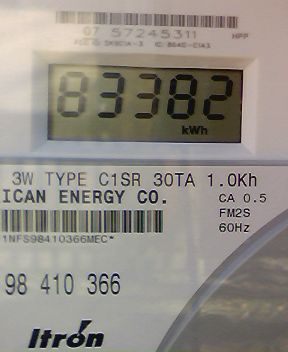 07 57245311 HPP
83382
kWh
3W TYPE C1SR 30TA 1.0Kh
ICAN ENERGY CO. CA 0.5
FM2S
60Hz
1NFS98410366MEC*
98 410 366
Itron